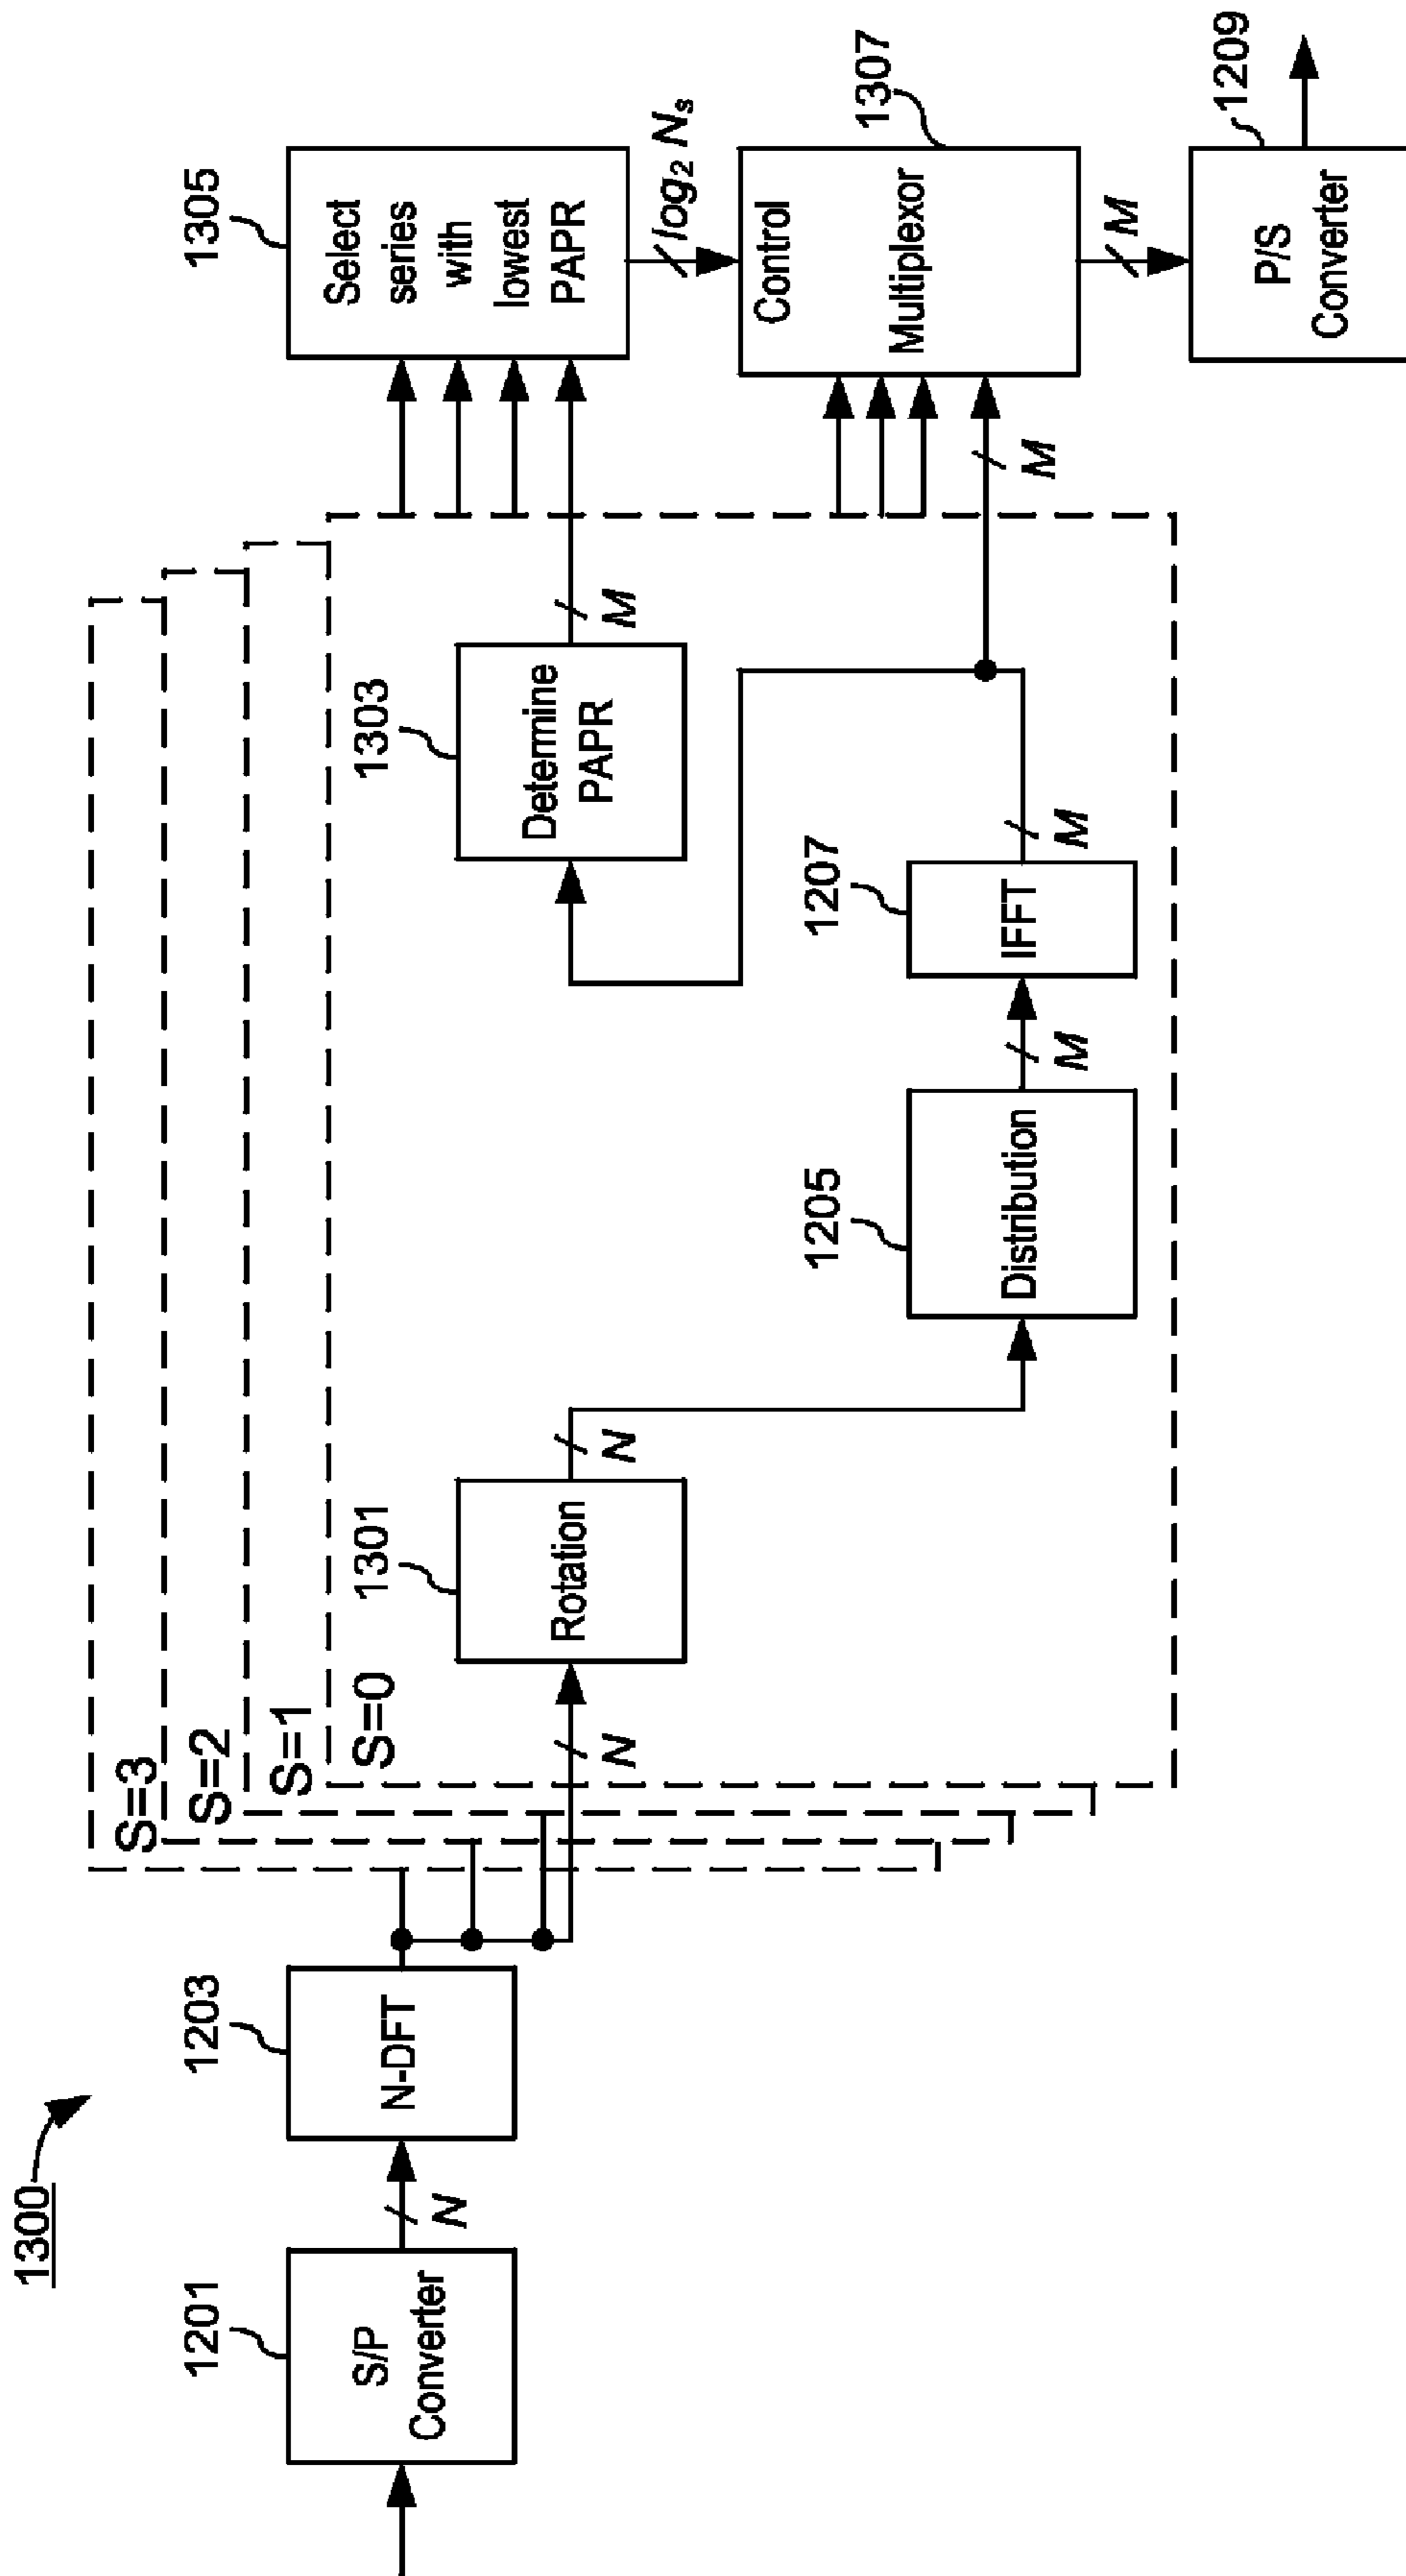 1300
1201
S/P
Converter
N
1203
N-DFT
S=3
S=2
S=1
S=0
N
1301
Rotation
N
1205
Distribution
M
1207
IFFT
M
1303
Determine
PAPR
M
M
1305
Select
series
with
lowest
PAPR
log2 Ns
1307
Control
Multiplexor
M
1209
P/S
Converter